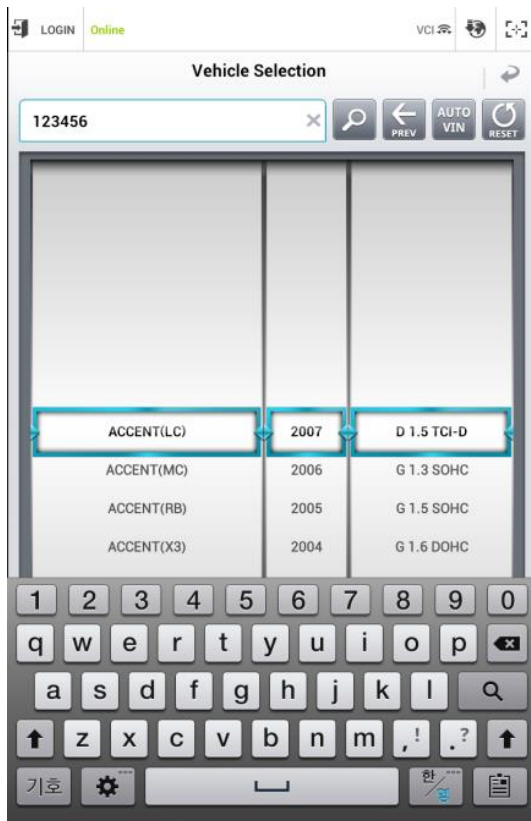 LOGIN Online VCI
Vehicle Selection
123456 × PREV AUTO VIN RESET
ACCENT(LC) 2007 D 1.5 TCI-D
ACCENT(MC) 2006 G 1.3 SOHC
ACCENT(RB) 2005 G 1.5 SOHC
ACCENT(X3) 2004 G 1.6 DOHC
1 2 3 4 5 6 7 8 9 0
q w e r t y u i o p
a s d f g h j k l
z x c v b n m , ! . ?
기호 한/영